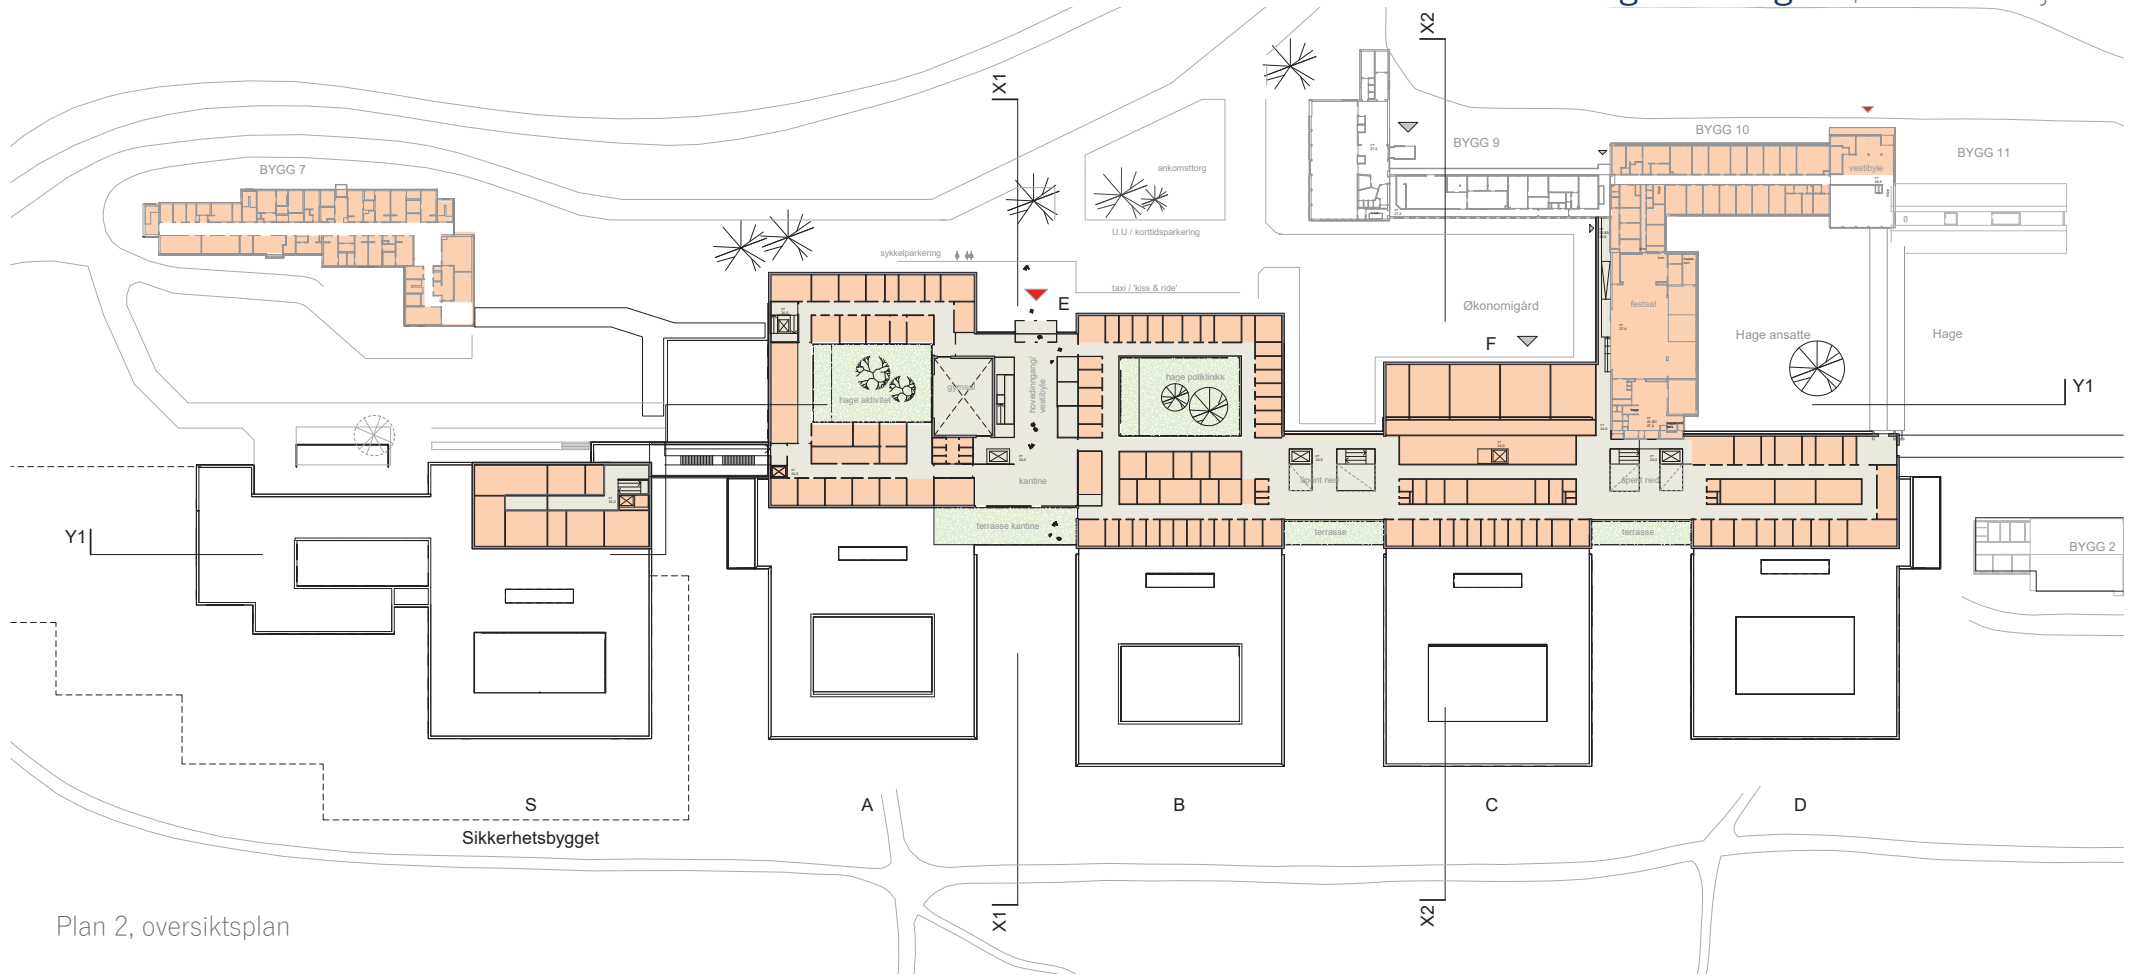 X2
X1
BYGG 9
BYGG 10
BYGG 11
BYGG 7
ankomsttorg
vestibyle
U.U / korttidsparkering
sykkelparkering
taxi / 'kiss & ride'
E
Økonomigård
festsal
Hage ansatte
Hage
F
gymsal
hovedinngang/
vestibyle
hage poliklinikk
hage aktivitet
Y1
kantine
åpent ned
åpent ned
terrasse kantine
terrasse
terrasse
Y1
BYGG 2
S
A
B
C
D
Sikkerhetsbygget
X1
X2
Plan 2, oversiktsplan